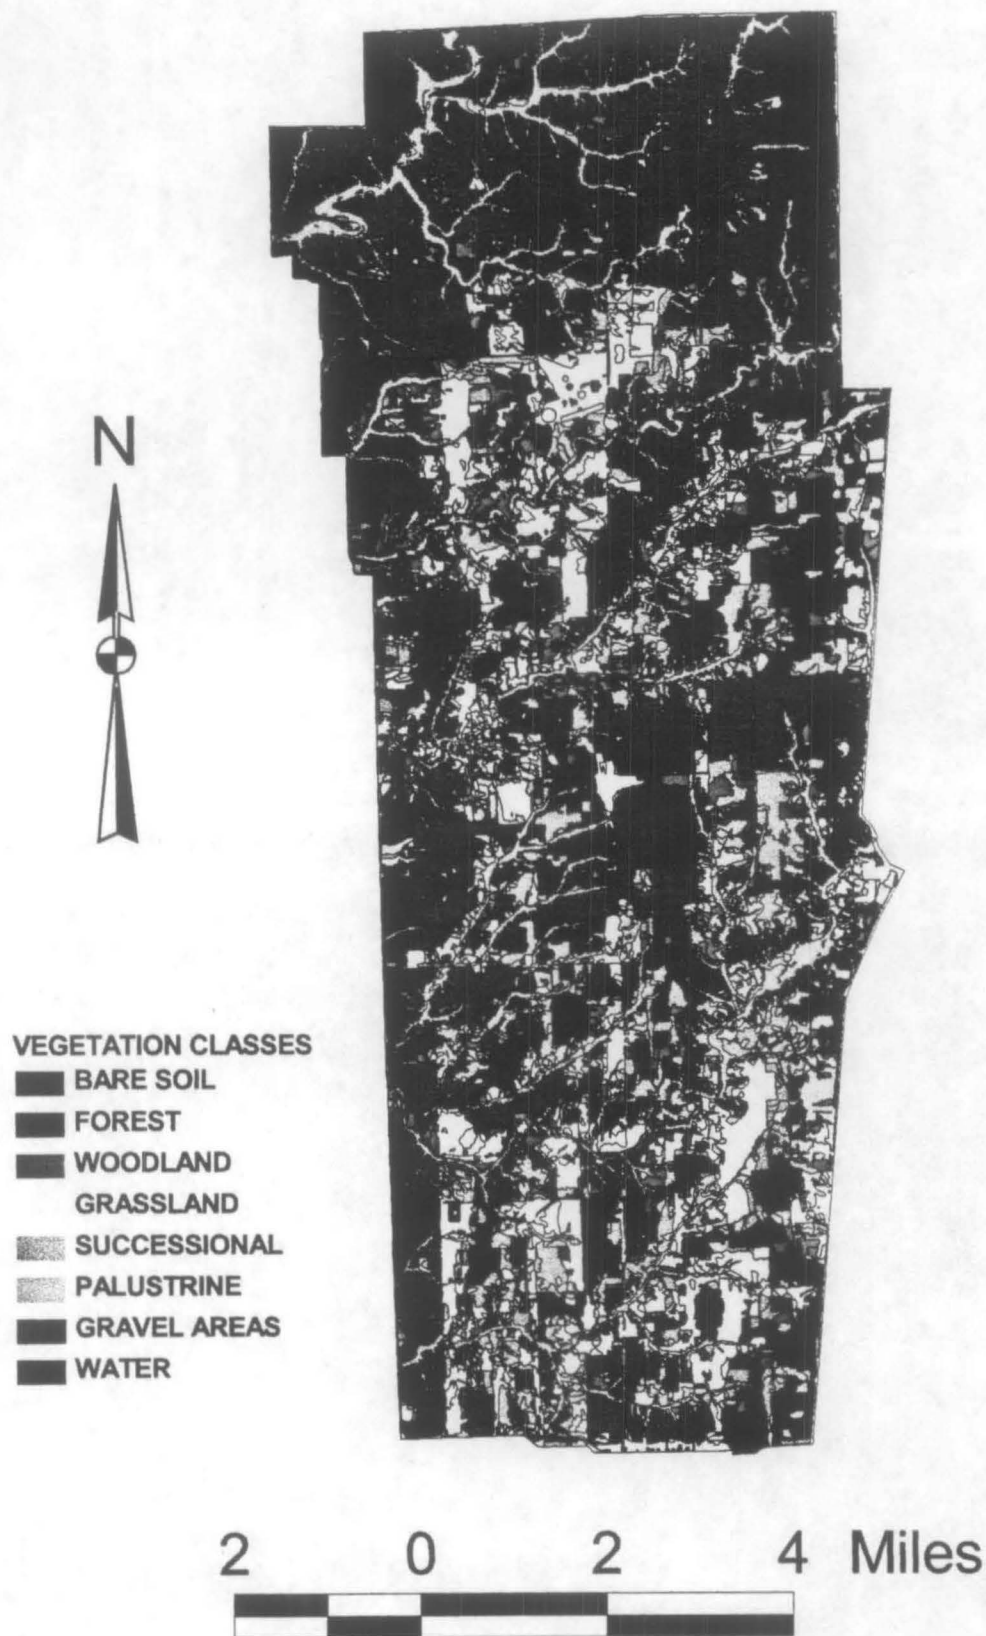 N
VEGETATION CLASSES
BARE SOIL
FOREST
WOODLAND
GRASSLAND
SUCCESSIONAL
PALUSTRINE
GRAVEL AREAS
WATER
2 0 2 4 Miles